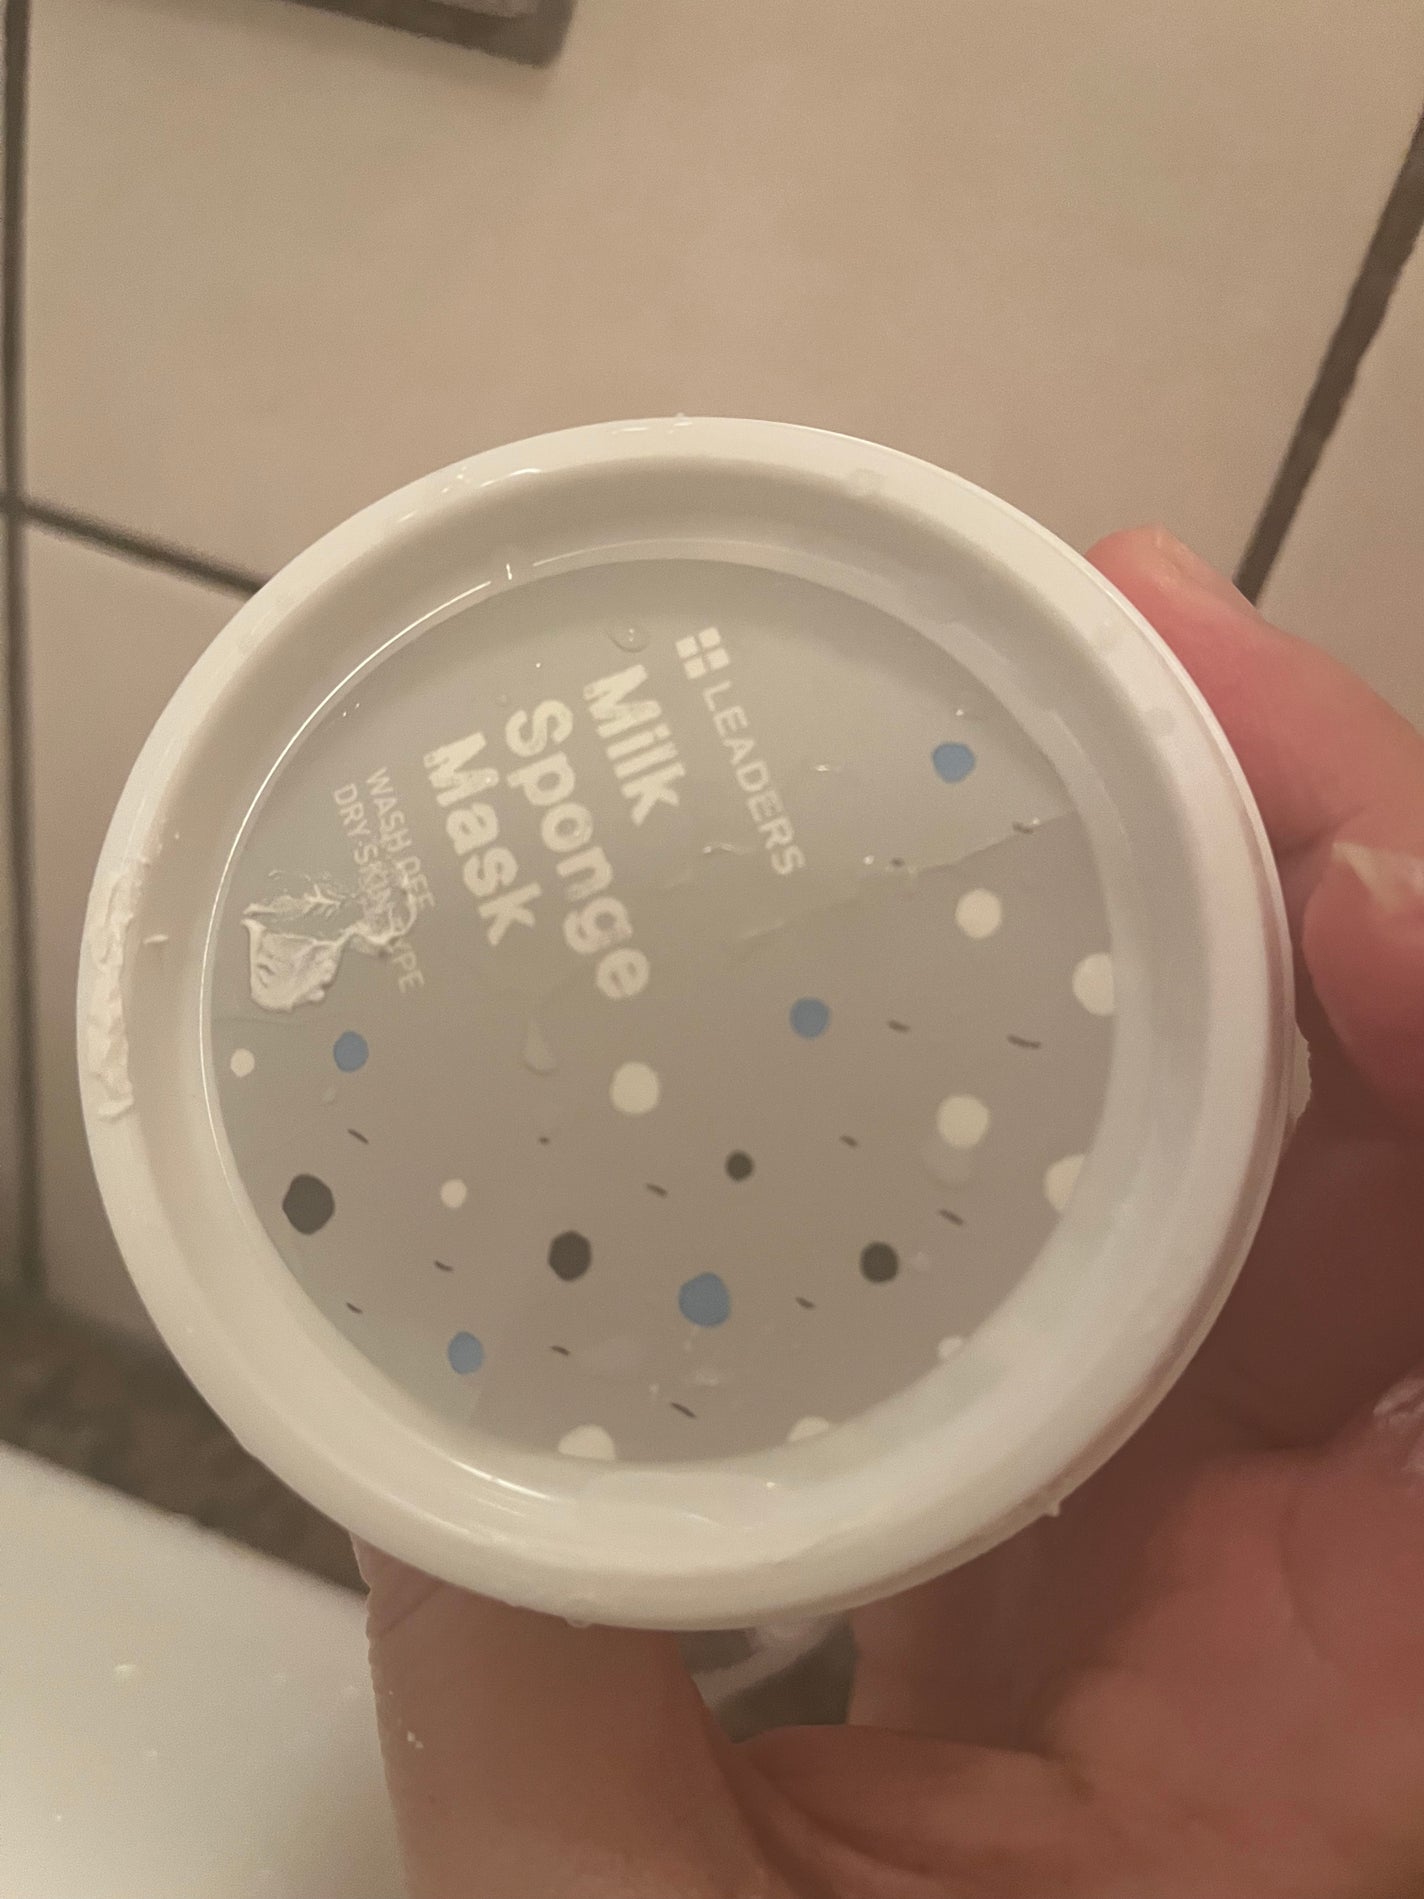 LEADERS
Milk
Sponge
Mask
WASH OFF
DRY-SKIN TYPE